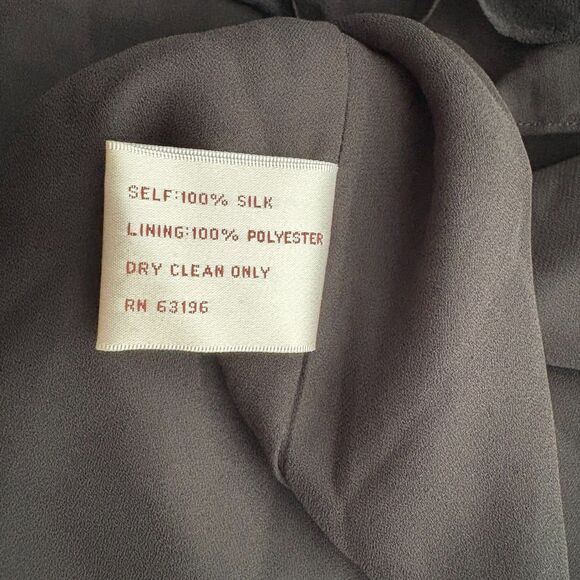 SELF:100% SILK
LINING:100% POLYESTER
DRY CLEAN ONLY
RN 63196